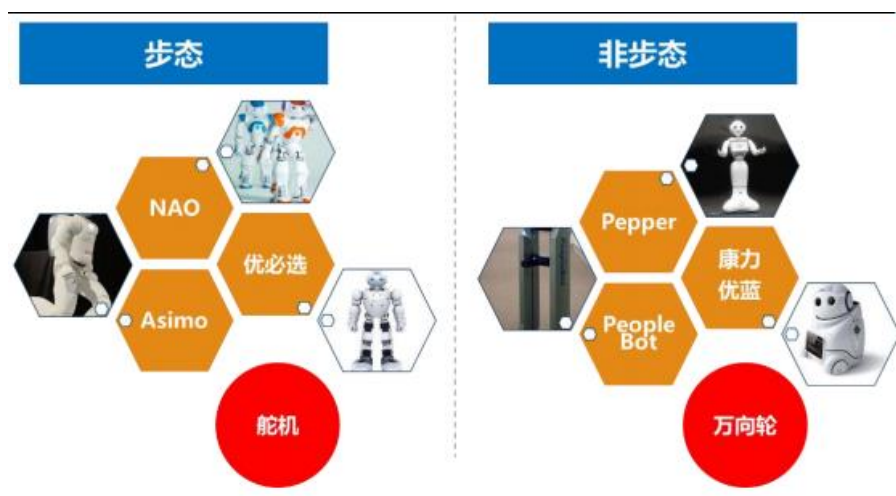 步态
NAO
优必选
Asimo
舵机
非步态
Pepper
康力
优蓝
People
Bot
万向轮